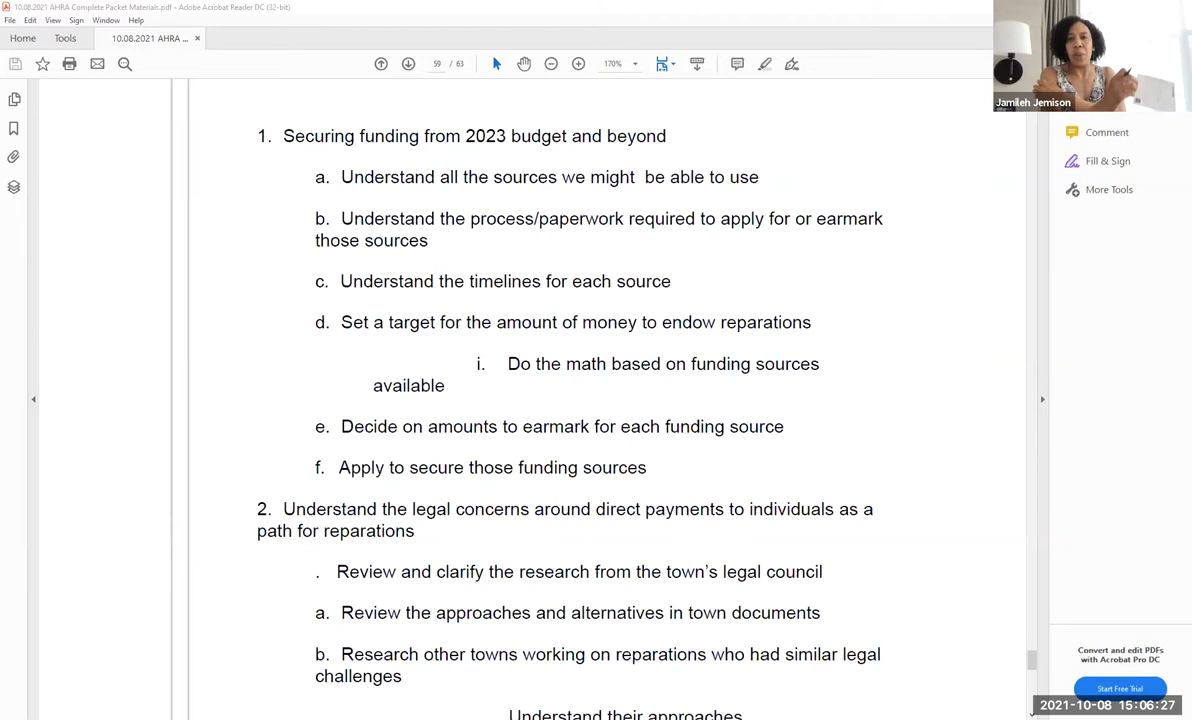 10.08.2021 AHRA Complete Packet Materials.pdf - Adobe Acrobat Reader DC (32-bit)
File Edit View Sign Window Help
Home Tools 10.08.2021 AHRA ... ×
59 / 63 170%
Jamileh Jemison
Comment
Fill & Sign
More Tools
1. Securing funding from 2023 budget and beyond
a. Understand all the sources we might be able to use
b. Understand the process/paperwork required to apply for or earmark
those sources
c. Understand the timelines for each source
d. Set a target for the amount of money to endow reparations
i. Do the math based on funding sources
available
e. Decide on amounts to earmark for each funding source
f. Apply to secure those funding sources
2. Understand the legal concerns around direct payments to individuals as a
path for reparations
. Review and clarify the research from the town's legal council
a. Review the approaches and alternatives in town documents
b. Research other towns working on reparations who had similar legal
challenges
Understand their approaches
Convert and edit PDFs
with Acrobat Pro DC
Start Free Trial
2021-10-08 15:06:27